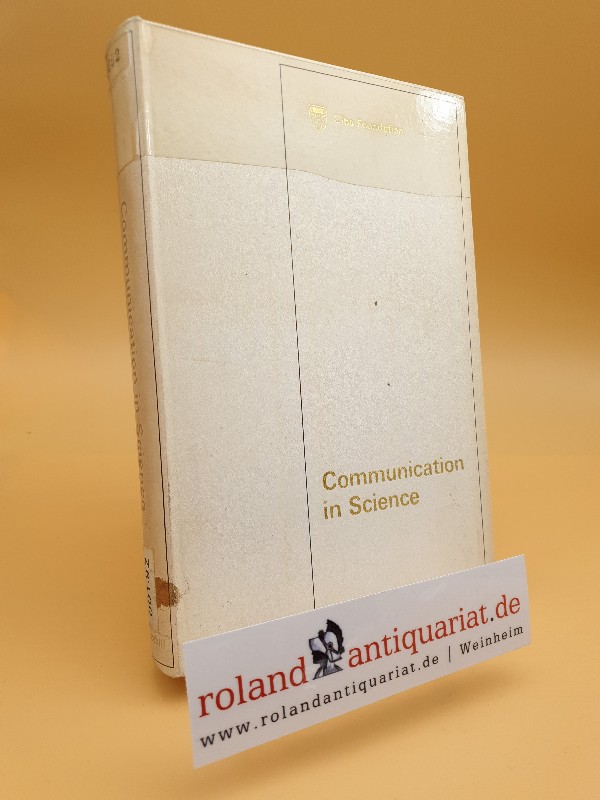 Ciba Foundation
Communication
in Science
Communication in Science
roland antiquariat.de
www.rolandantiquariat.de | Weinheim